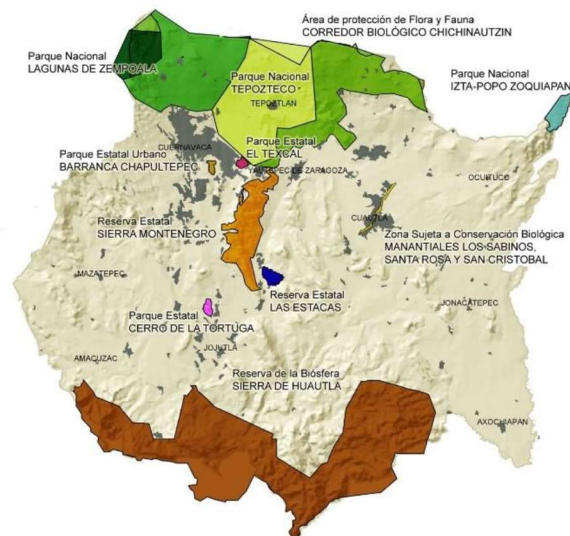 Área de protección de Flora y Fauna
CORREDOR BIOLÓGICO CHICHINAUTZIN
Parque Nacional
LAGUNAS DE ZEMPOALA
Parque Nacional
TEPOZTECO
TEPOZTLAN
Parque Nacional
IZTA-POPO ZOQUIAPAN
CUERNAVACA
Parque Estatal
EL TEXCAL
Parque Estatal Urbano
BARRANCA CHAPULTEPEC
YAUTEPEC DE ZARAGOZA
OCUITUCO
Reserva Estatal
SIERRA MONTENEGRO
CUAUTLA
Zona Sujeta a Conservación Biológica
MANANTIALES LOS SABINOS,
SANTA ROSA Y SAN CRISTOBAL
MAZATEPEC
Reserva Estatal
LAS ESTACAS
JONACATEPEC
Parque Estatal
CERRO DE LA TORTUGA
JOJUTLA
AMACUZAC
Reserva de la Biósfera
SIERRA DE HUAUTLA
AXOCHIAPAN